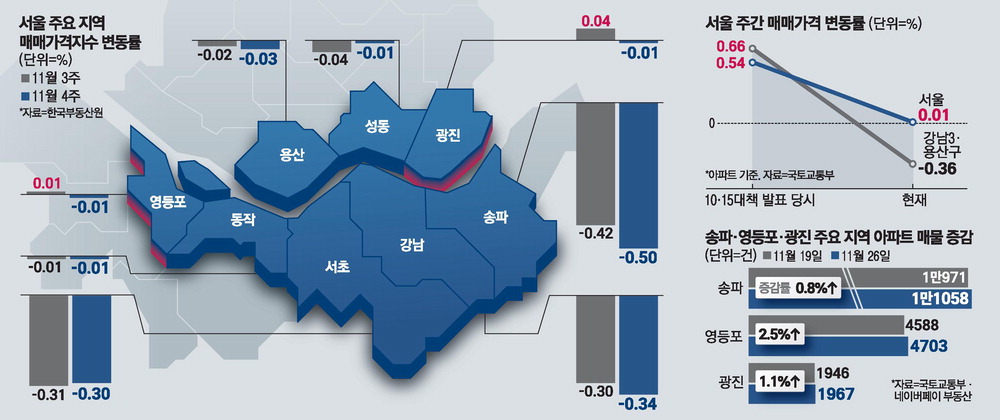 서울 주요 지역
매매가격지수 변동률
(단위=%)
11월 3주
11월 4주
*자료=한국부동산원
-0.02
-0.03
-0.04
-0.01
0.04
-0.01
0.01
-0.01
-0.01
-0.01
-0.31
-0.30
-0.42
-0.50
-0.30
-0.34
성동
광진
용산
영등포
동작
서초
강남
송파
서울 주간 매매가격 변동률 (단위=%)
0.66
0.54
0
서울
0.01
강남3·
용산구
-0.36
*아파트 기준, 자료=국토교통부
10·15대책 발표 당시
현재
송파·영등포·광진 주요 지역 아파트 매물 증감
(단위=건)
11월 19일
11월 26일
송파
증감률 0.8%↑
1만971
1만1058
영등포
2.5%↑
4588
4703
광진
1.1%↑
1946
1967
*자료=국토교통부·
네이버페이 부동산